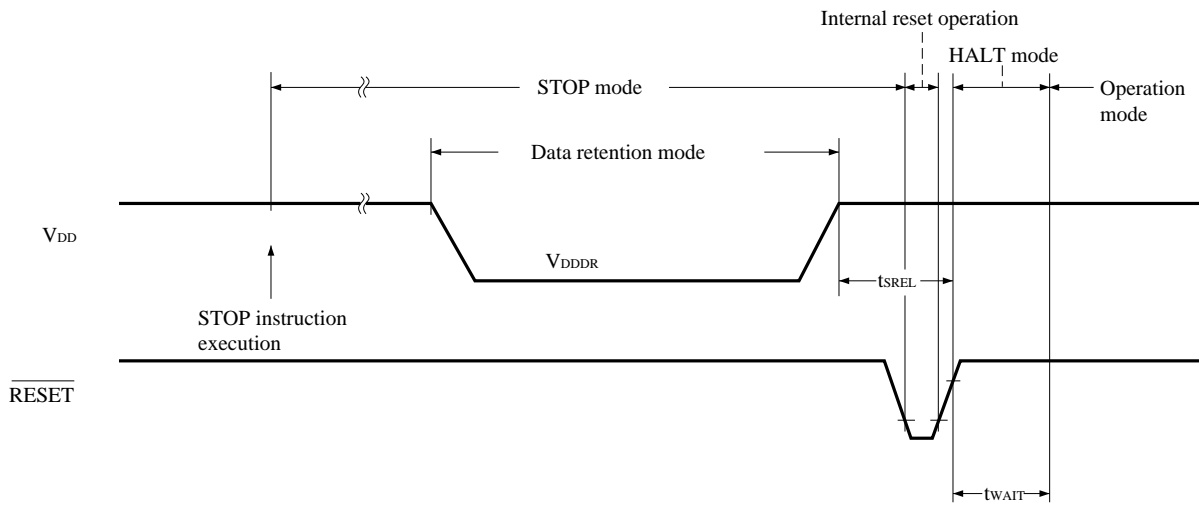 Internal reset operation
HALT mode
STOP mode
Operation
mode
Data retention mode
VDD
VDDDR
tSREL
STOP instruction
execution
RESET
tWAIT